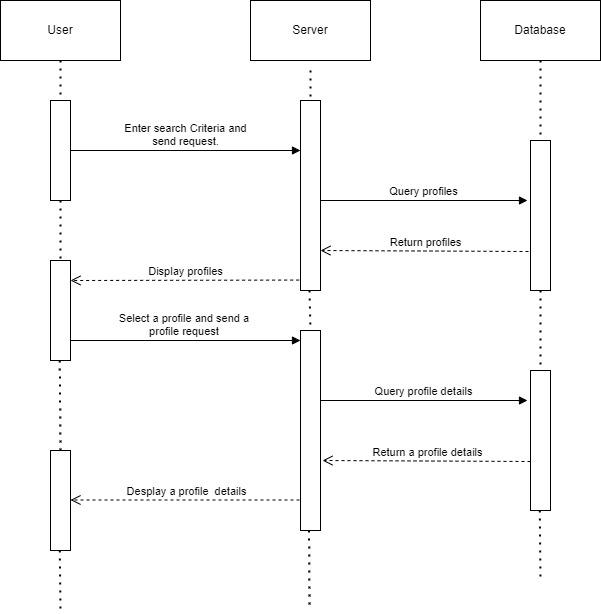 User
Server
Database
Enter search Criteria and
send request.
Query profiles
Return profiles
Display profiles
Select a profile and send a
profile request
Query profile details
Return a profile details
Desplay a profile details